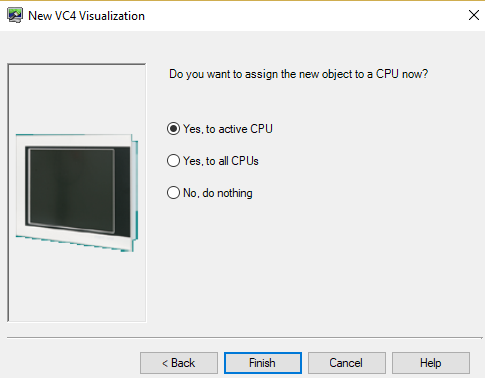 New VC4 Visualization
Do you want to assign the new object to a CPU now?
Yes, to active CPU
Yes, to all CPUs
No, do nothing
< Back
Finish
Cancel
Help